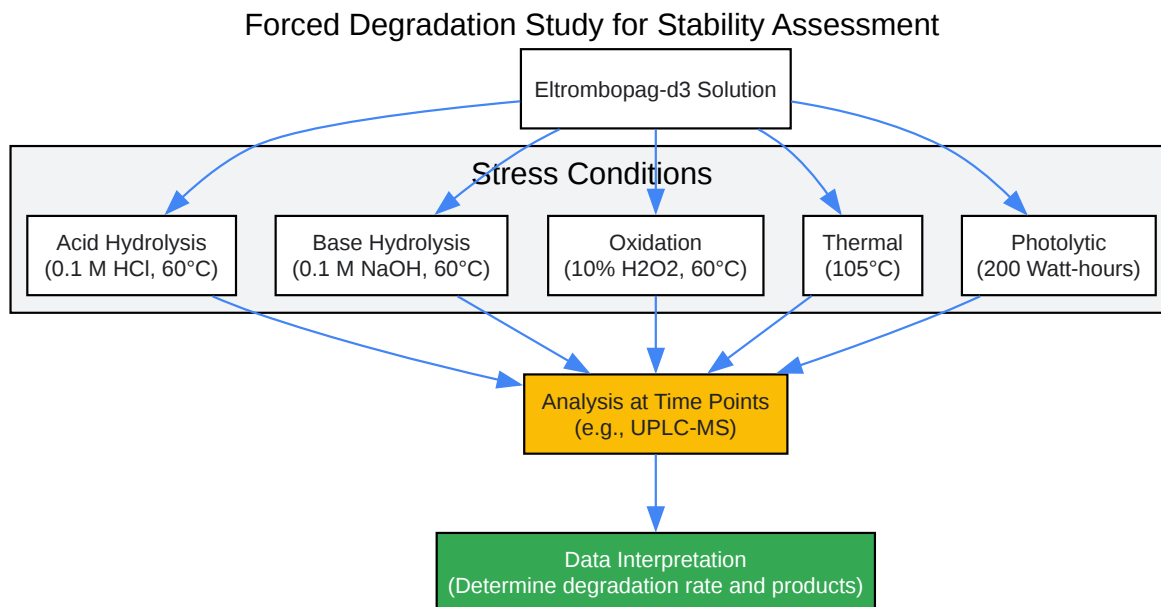 Forced Degradation Study for Stability Assessment
Eltrombopag-d3 Solution
Stress Conditions
Acid Hydrolysis
(0.1 M HCl, 60°C)
Base Hydrolysis
(0.1 M NaOH, 60°C)
Oxidation
(10% H2O2, 60°C)
Thermal
(105°C)
Photolytic
(200 Watt-hours)
Analysis at Time Points
(e.g., UPLC-MS)
Data Interpretation
(Determine degradation rate and products)